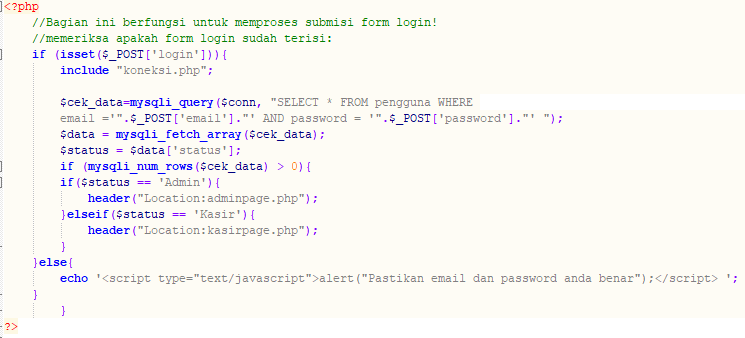 <?php
//Bagian ini berfungsi untuk memproses submisi form login!
//memeriksa apakah form login sudah terisi:
if (isset($_POST['login'])){
include "koneksi.php";
$cek_data=mysqli_query($conn, "SELECT * FROM pengguna WHERE
email ='".$_POST['email']."' AND password = '".$_POST['password']."' ");
$data = mysqli_fetch_array($cek_data);
$status = $data['status'];
if (mysqli_num_rows($cek_data) > 0){
if($status == 'Admin'){
header("Location:adminpage.php");
}elseif($status == 'Kasir'){
header("Location:kasirpage.php");
}
}else{
echo '<script type="text/javascript">alert("Pastikan email dan password anda benar");</script> ';
}
}
?>